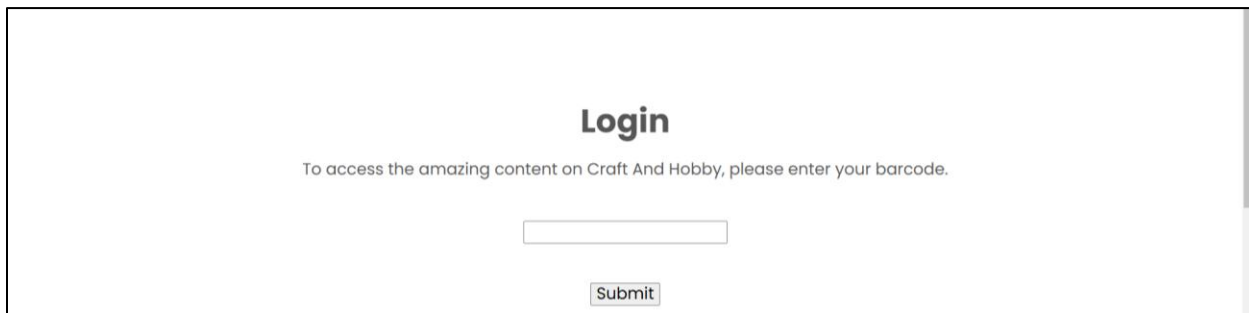 Login
To access the amazing content on Craft And Hobby, please enter your barcode.
Submit